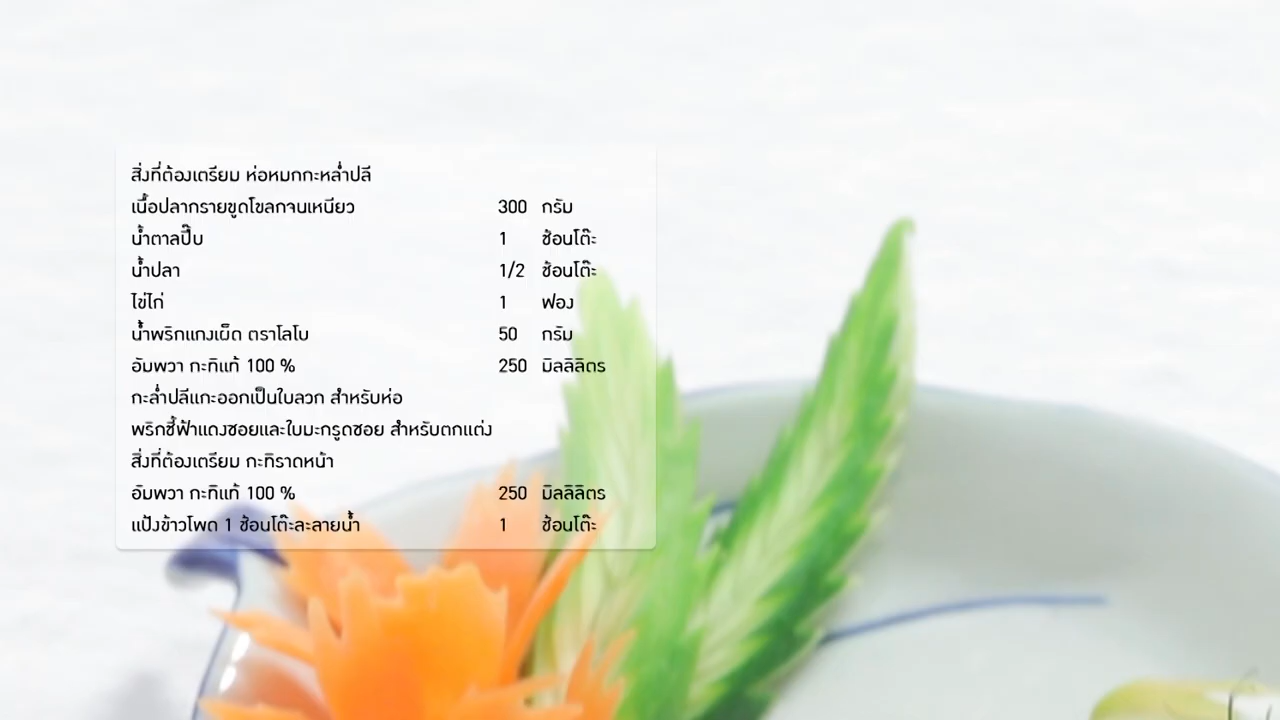 สิ่งที่ต้องเตรียม ห่อหมกกะหล่ำปลี
เนื้อปลากรายขูดโขลกจนเหนียว 300 กรัม
น้ำตาลปี๊บ 1 ช้อนโต๊ะ
น้ำปลา 1/2 ช้อนโต๊ะ
ไข่ไก่ 1 ฟอง
น้ำพริกแกงเผ็ด ตราโลโบ 50 กรัม
อัมพวา กะทิแท้ 100 % 250 มิลลิลิตร
กะล่ำปลีแกะออกเป็นใบลวก สำหรับห่อ
พริกชี้ฟ้าแดงซอยและใบมะกรูดซอย สำหรับตกแต่ง
สิ่งที่ต้องเตรียม กะทิราดหน้า
อัมพวา กะทิแท้ 100 % 250 มิลลิลิตร
แป้งข้าวโพด 1 ช้อนโต๊ะละลายน้ำ 1 ช้อนโต๊ะ